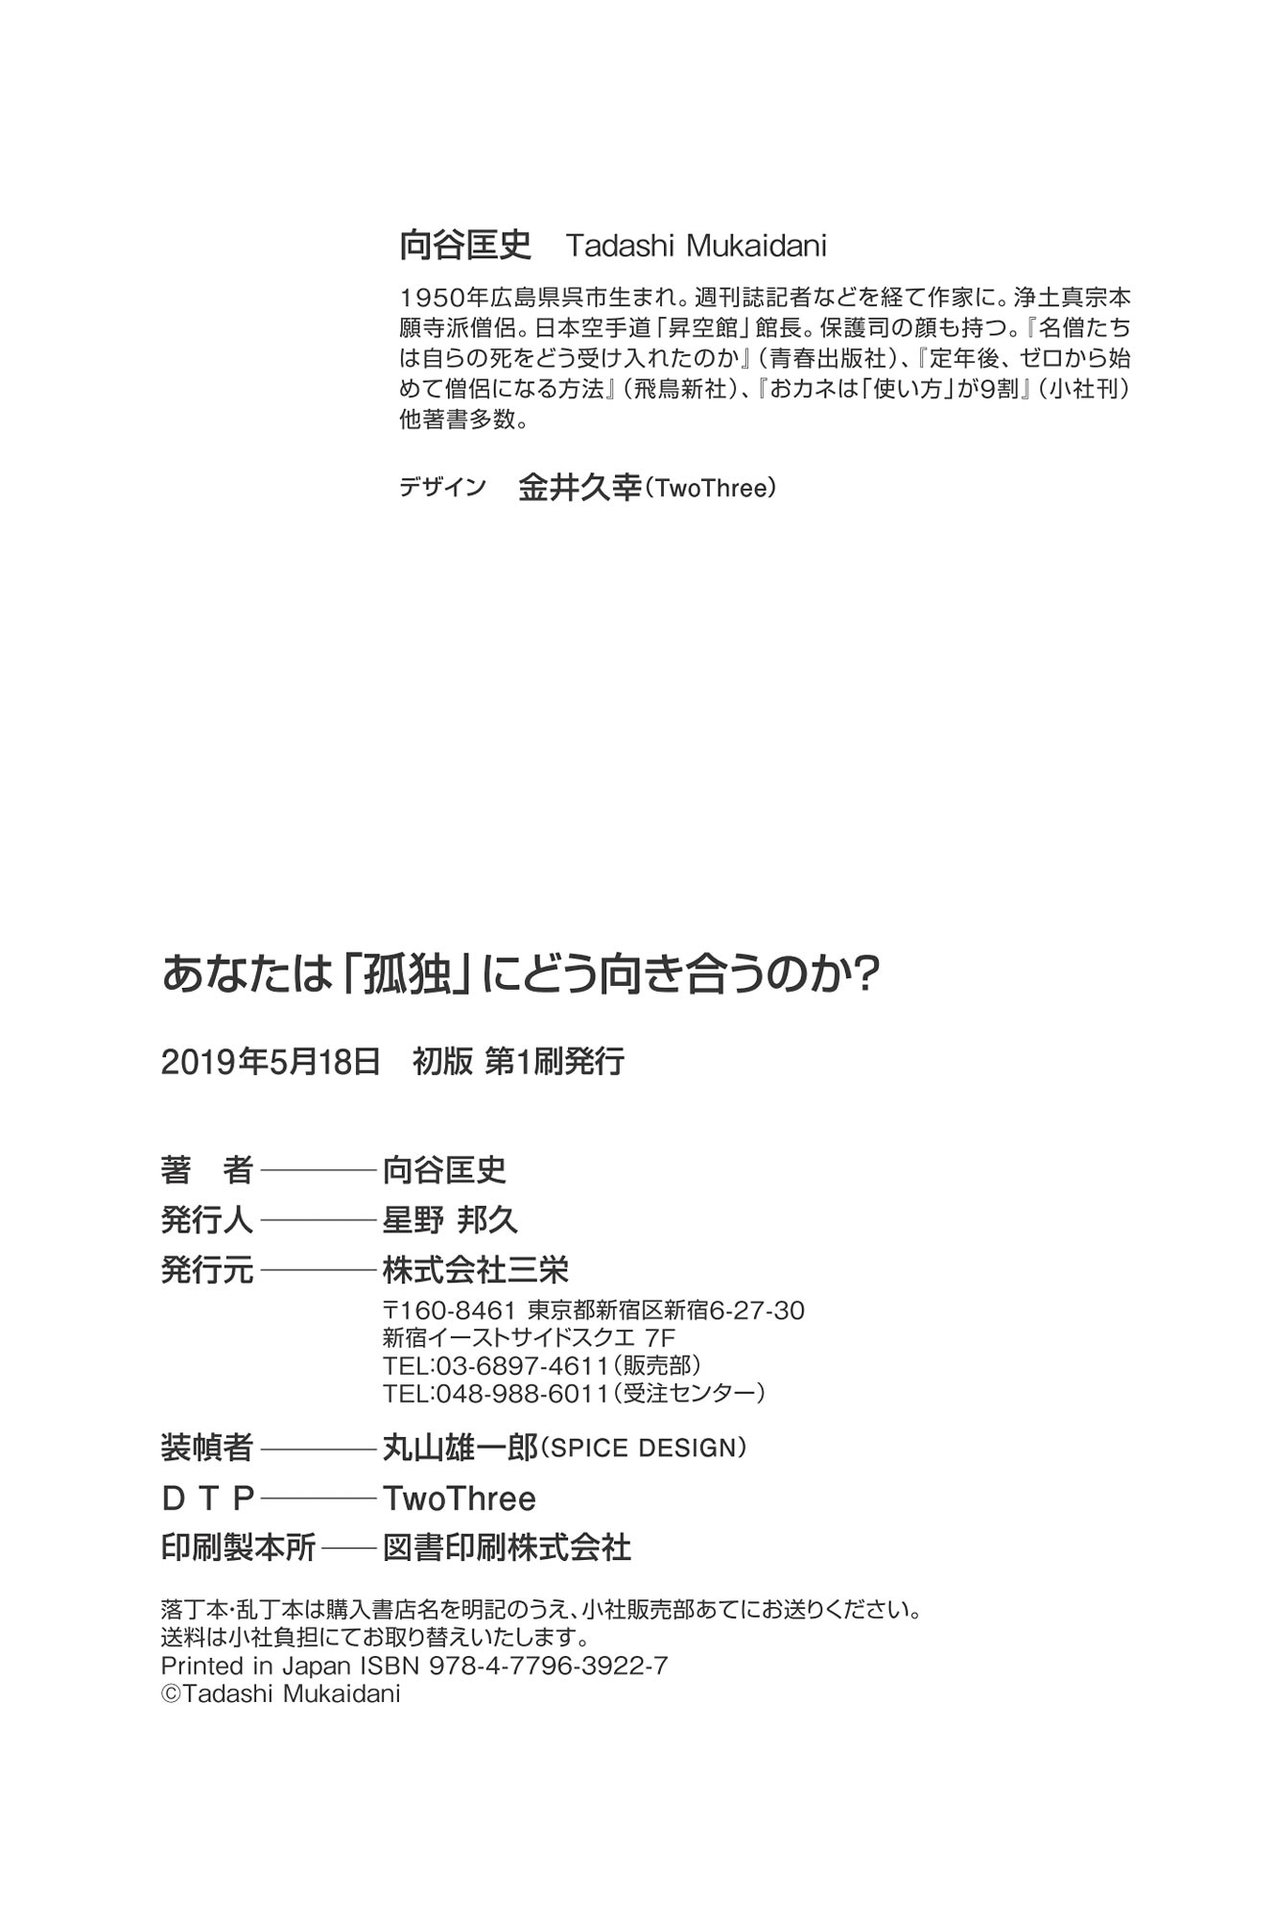 向谷匡史　Tadashi Mukaidani
1950年広島県呉市生まれ。週刊誌記者などを経て作家に。浄土真宗本
願寺派僧侶。日本空手道「昇空館」館長。保護司の顔も持つ。『名僧たち
は自らの死をどう受け入れたのか』（青春出版社）、『定年後、ゼロから始
めて僧侶になる方法』（飛鳥新社）、『おカネは「使い方」が9割』（小社刊）
他著書多数。
デザイン　金井久幸（TwoThree）
あなたは「孤独」にどう向き合うのか?
2019年5月18日　初版 第1刷発行
著　者――――向谷匡史
発行人――――星野 邦久
発行元――――株式会社三栄
〒160-8461 東京都新宿区新宿6-27-30
新宿イーストサイドスクエ 7F
TEL:03-6897-4611（販売部）
TEL:048-988-6011（受注センター）
装幀者――――丸山雄一郎（SPICE DESIGN）
D T P――――TwoThree
印刷製本所――図書印刷株式会社
落丁本・乱丁本は購入書店名を明記のうえ、小社販売部あてにお送りください。
送料は小社負担にてお取り替えいたします。
Printed in Japan ISBN 978-4-7796-3922-7
©Tadashi Mukaidani